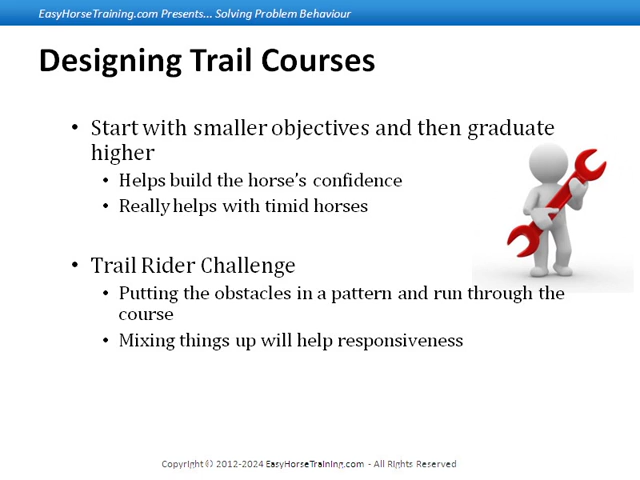 EasyHorseTraining.com Presents... Solving Problem Behaviour
Designing Trail Courses
• Start with smaller objectives and then graduate
higher
• Helps build the horse's confidence
• Really helps with timid horses
• Trail Rider Challenge
• Putting the obstacles in a pattern and run through the
course
• Mixing things up will help responsiveness
Copyright © 2012-2024 EasyHorseTraining.com - All Rights Reserved